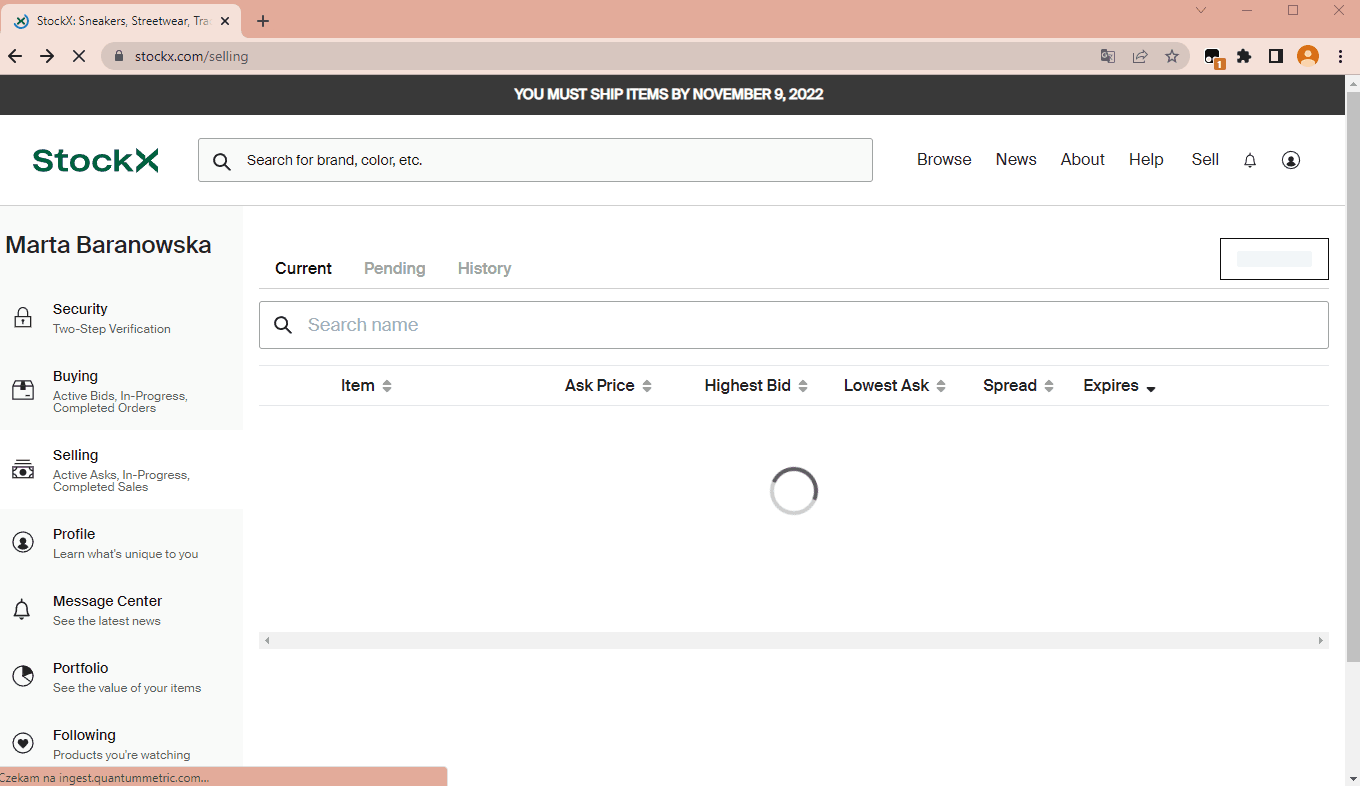 StockX: Sneakers, Streetwear, Tra
stockx.com/selling
1
YOU MUST SHIP ITEMS BY NOVEMBER 9, 2022
StockX
Search for brand, color, etc.
Browse
News
About
Help
Sell
Marta Baranowska
Security
Two-Step Verification
Buying
Active Bids, In-Progress,
Completed Orders
Selling
Active Asks, In-Progress,
Completed Sales
Profile
Learn what's unique to you
Message Center
See the latest news
Portfolio
See the value of your items
Following
Products you're watching
Current
Pending
History
Search name
Item
Ask Price
Highest Bid
Lowest Ask
Spread
Expires
Czekam na ingest.quantummetric.com...